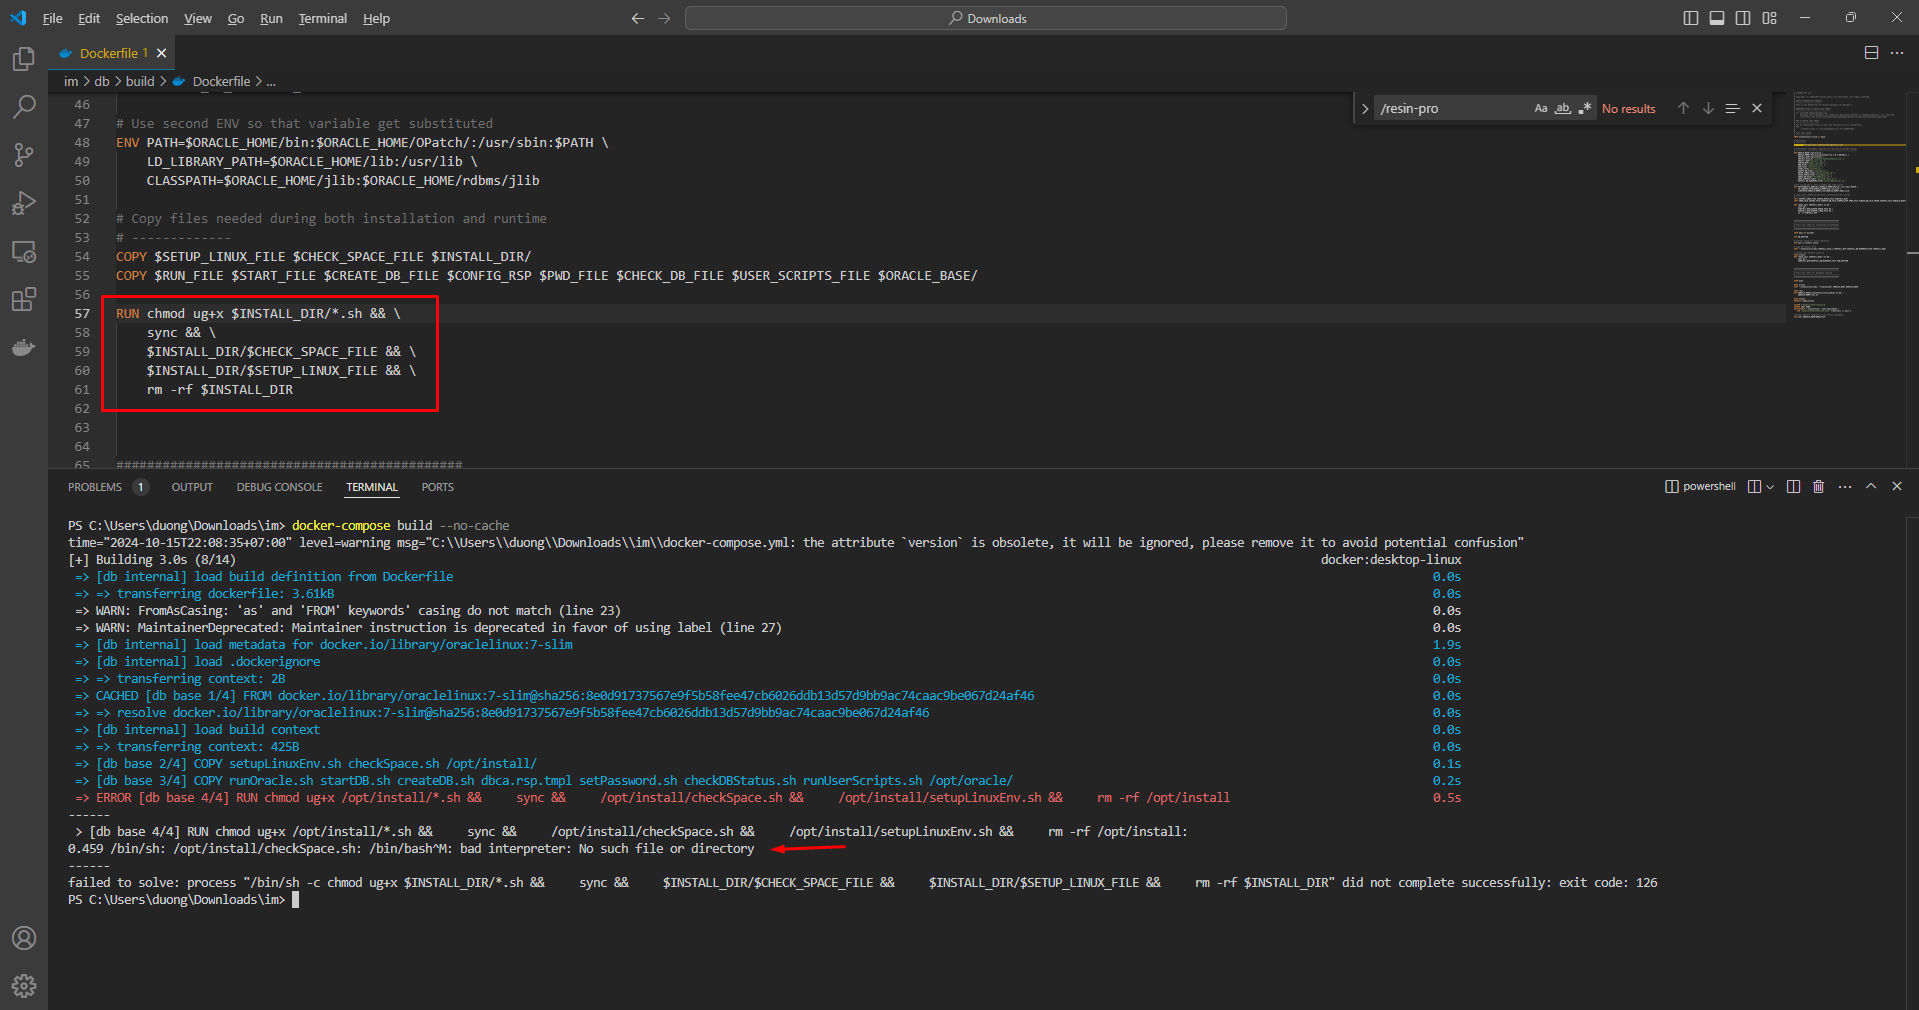 File Edit Selection View Go Run Terminal Help
Downloads
Dockerfile 1
im > db > build > Dockerfile > ...
/resin-pro
Aa ab .*
No results
46
47 # Use second ENV so that variable get substituted
48 ENV PATH=$ORACLE_HOME/bin:$ORACLE_HOME/OPatch/:/usr/sbin:$PATH \
49 LD_LIBRARY_PATH=$ORACLE_HOME/lib:/usr/lib \
50 CLASSPATH=$ORACLE_HOME/jlib:$ORACLE_HOME/rdbms/jlib
51
52 # Copy files needed during both installation and runtime
53 # -------------
54 COPY $SETUP_LINUX_FILE $CHECK_SPACE_FILE $INSTALL_DIR/
55 COPY $RUN_FILE $START_FILE $CREATE_DB_FILE $CONFIG_RSP $PWD_FILE $CHECK_DB_FILE $USER_SCRIPTS_FILE $ORACLE_BASE/
56
57 RUN chmod ug+x $INSTALL_DIR/*.sh && \
58 sync && \
59 $INSTALL_DIR/$CHECK_SPACE_FILE && \
60 $INSTALL_DIR/$SETUP_LINUX_FILE && \
61 rm -rf $INSTALL_DIR
62
63
64
65 #############################################
PROBLEMS 1 OUTPUT DEBUG CONSOLE TERMINAL PORTS
powershell
PS C:\Users\duong\Downloads\im> docker-compose build --no-cache
time="2024-10-15T22:08:35+07:00" level=warning msg="C:\\Users\\duong\\Downloads\\im\\docker-compose.yml: the attribute `version` is obsolete, it will be ignored, please remove it to avoid potential confusion"
[+] Building 3.0s (8/14) docker:desktop-linux
=> [db internal] load build definition from Dockerfile 0.0s
=> => transferring dockerfile: 3.61kB 0.0s
=> WARN: FromAsCasing: 'as' and 'FROM' keywords' casing do not match (line 23) 0.0s
=> WARN: MaintainerDeprecated: Maintainer instruction is deprecated in favor of using label (line 27) 0.0s
=> [db internal] load metadata for docker.io/library/oraclelinux:7-slim 1.9s
=> [db internal] load .dockerignore 0.0s
=> => transferring context: 2B 0.0s
=> CACHED [db base 1/4] FROM docker.io/library/oraclelinux:7-slim@sha256:8e0d91737567e9f5b58fee47cb6026ddb13d57d9bb9ac74caac9be067d24af46 0.0s
=> => resolve docker.io/library/oraclelinux:7-slim@sha256:8e0d91737567e9f5b58fee47cb6026ddb13d57d9bb9ac74caac9be067d24af46 0.0s
=> [db internal] load build context 0.0s
=> => transferring context: 425B 0.0s
=> [db base 2/4] COPY setupLinuxEnv.sh checkSpace.sh /opt/install/ 0.1s
=> [db base 3/4] COPY runOracle.sh startDB.sh createDB.sh dbca.rsp.tmpl setPassword.sh checkDBStatus.sh runUserScripts.sh /opt/oracle/ 0.2s
=> ERROR [db base 4/4] RUN chmod ug+x /opt/install/*.sh && sync && /opt/install/checkSpace.sh && /opt/install/setupLinuxEnv.sh && rm -rf /opt/install 0.5s
------
> [db base 4/4] RUN chmod ug+x /opt/install/*.sh && sync && /opt/install/checkSpace.sh && /opt/install/setupLinuxEnv.sh && rm -rf /opt/install:
0.459 /bin/sh: /opt/install/checkSpace.sh: /bin/bash^M: bad interpreter: No such file or directory
------
failed to solve: process "/bin/sh -c chmod ug+x $INSTALL_DIR/*.sh && sync && $INSTALL_DIR/$CHECK_SPACE_FILE && $INSTALL_DIR/$SETUP_LINUX_FILE && rm -rf $INSTALL_DIR" did not complete successfully: exit code: 126
PS C:\Users\duong\Downloads\im>